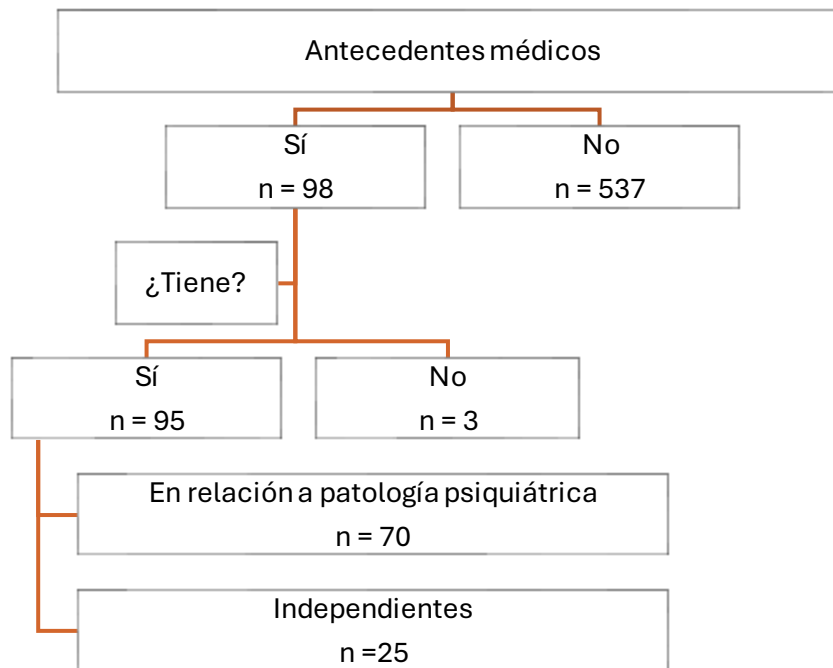 Antecedentes médicos
Sí
n = 98
No
n = 537
¿Tiene?
Sí
n = 95
No
n = 3
En relación a patología psiquiátrica
n = 70
Independientes
n =25